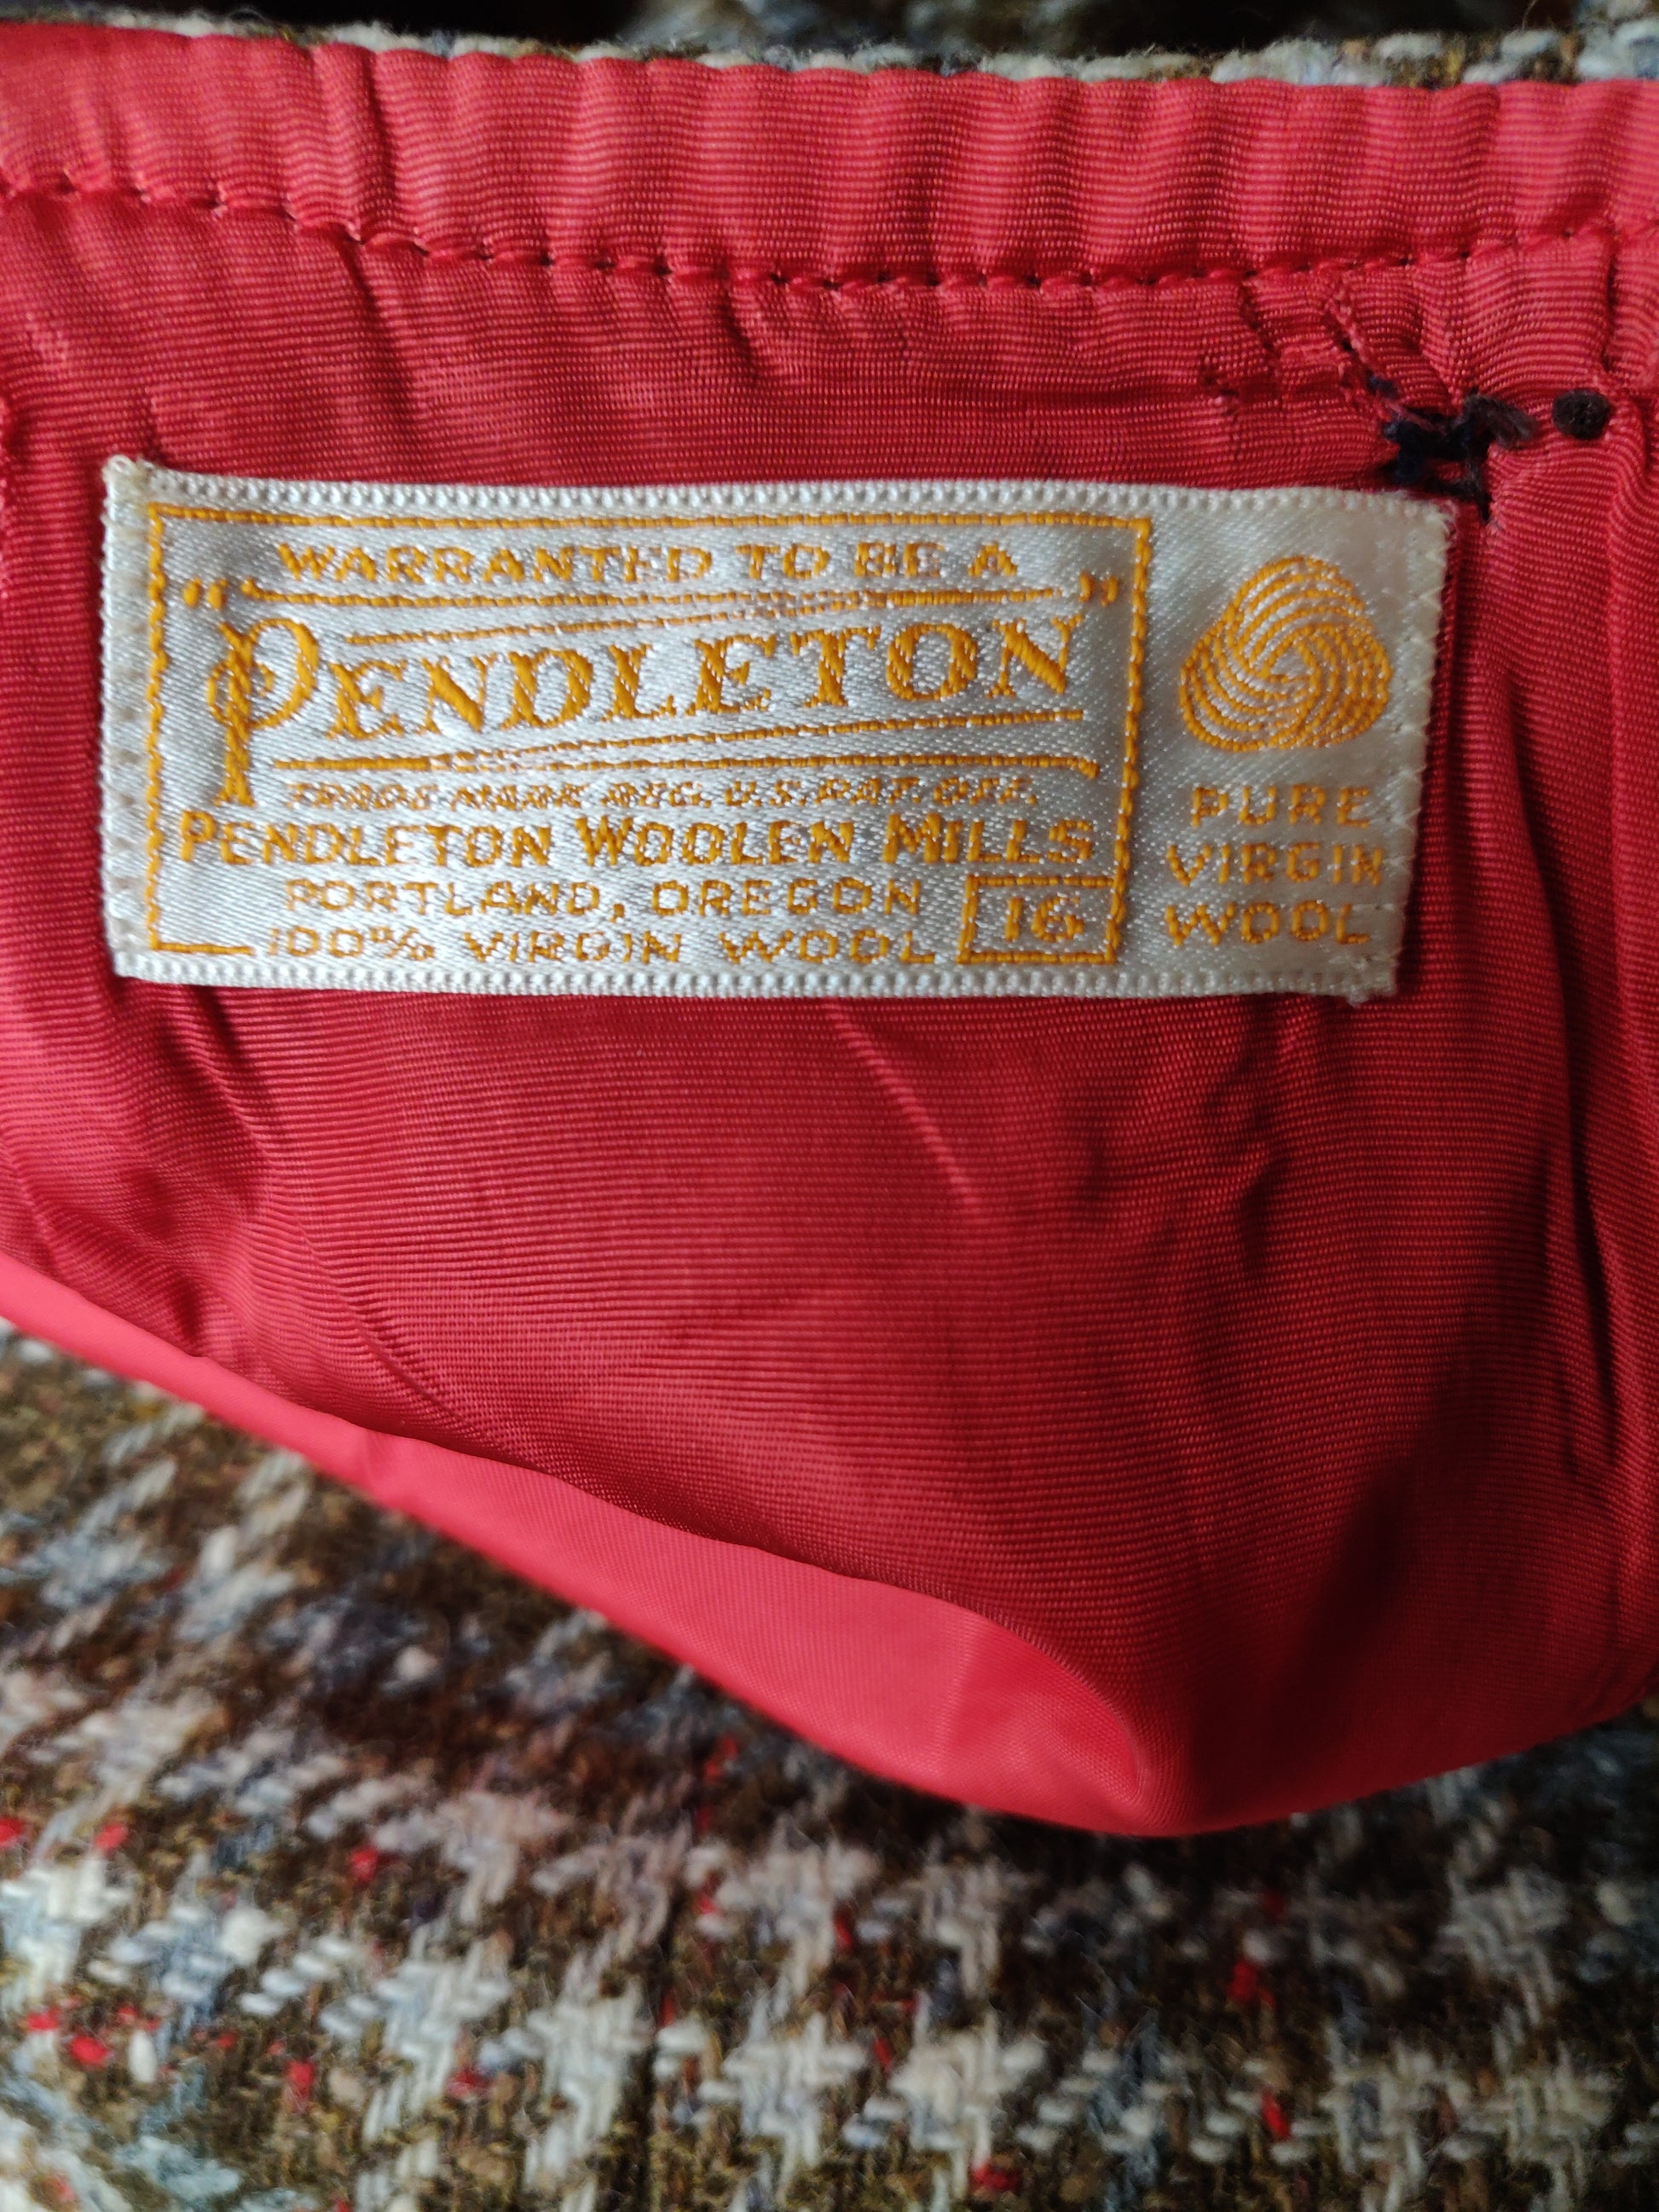 WARRANTED TO BE A
"PENDLETON"
TRADE MARK REG. U.S. PAT. OFF.
PENDLETON WOOLEN MILLS
PORTLAND, OREGON
100% VIRGIN WOOL
16
PURE
VIRGIN
WOOL